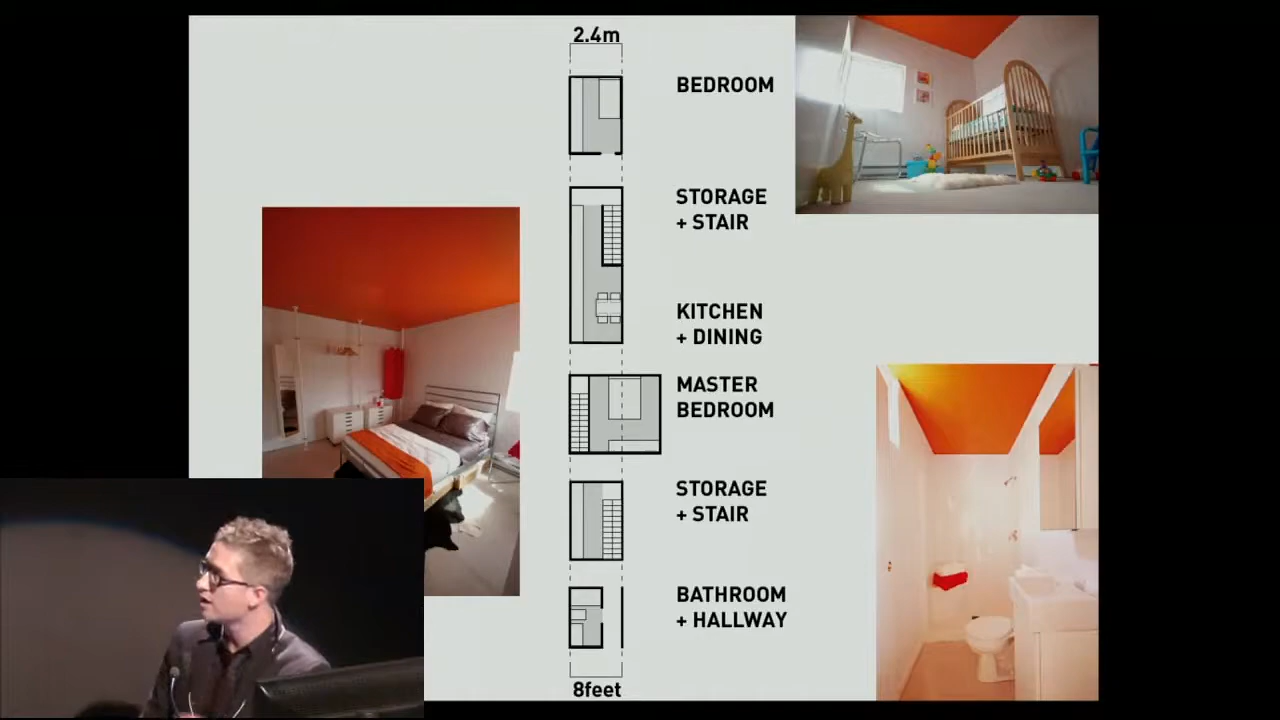 2.4m
BEDROOM
STORAGE
+ STAIR
KITCHEN
+ DINING
MASTER
BEDROOM
STORAGE
+ STAIR
BATHROOM
+ HALLWAY
8feet